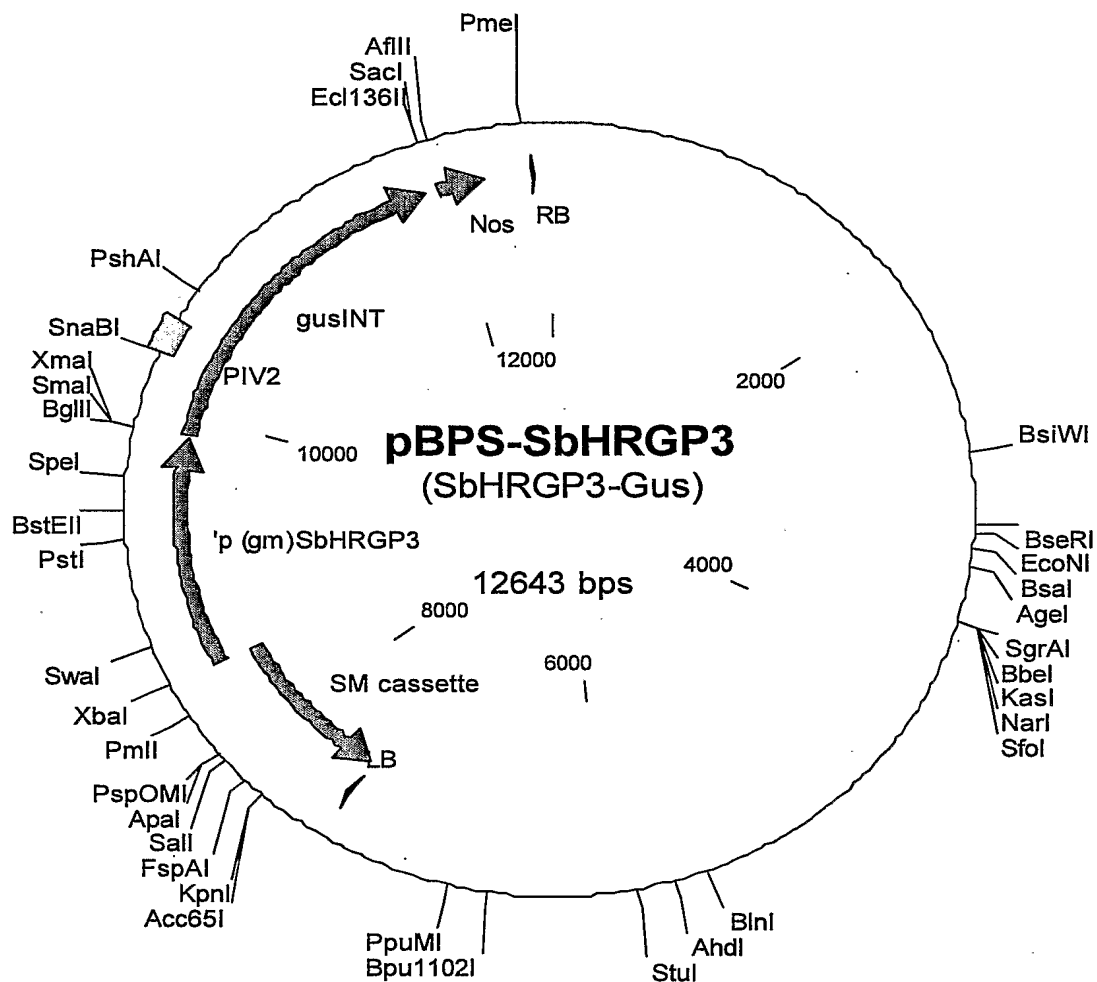 PmeI
AflII
SacI
Ecl136II
Nos
RB
PshAI
gusINT
SnaBI
12000
XmaI
PIV2
2000
SmaI
BglII
pBPS-SbHRGP3
BsiWI
10000
SpeI
(SbHRGP3-Gus)
BstEII
'p (gm)SbHRGP3
BseRI
PstI
4000
EcoNI
12643 bps
BsaI
8000
AgeI
SgrAI
6000
SwaI
SM cassette
BbeI
KasI
XbaI
NarI
PmlI
LB
SfoI
PspOMI
ApaI
SalI
FspAI
KpnI
Acc65I
BlnI
PpuMI
AhdI
Bpu1102I
StuI